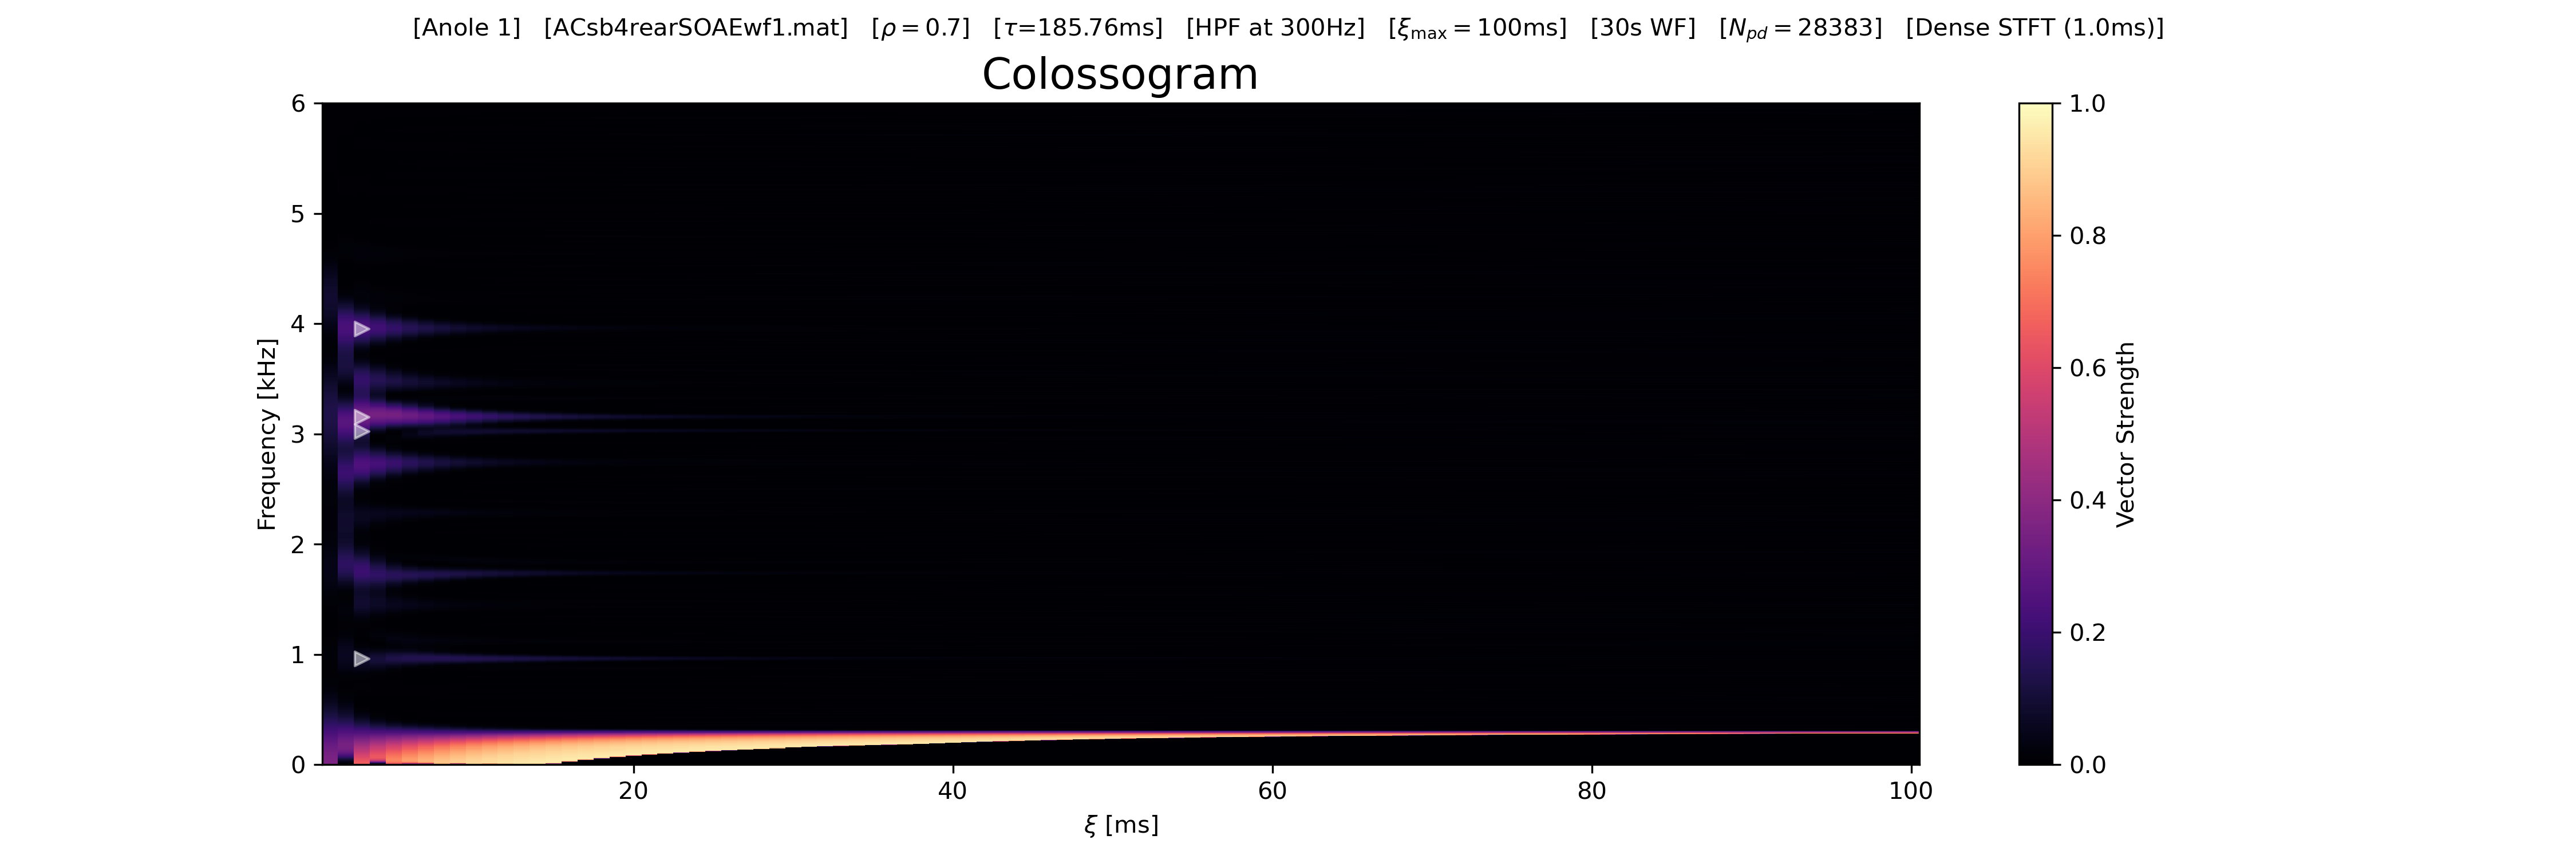 [Anole 1] [ACsb4rearSOAEwf1.mat] [ρ = 0.7] [τ=185.76ms] [HPF at 300Hz] [ξmax = 100ms] [30s WF] [Npd = 28383] [Dense STFT (1.0ms)]
Colossogram
6
5
4
3
2
1
0
Frequency [kHz]
20 40 60 80 100
ξ [ms]
1.0
0.8
0.6
0.4
0.2
0.0
Vector Strength